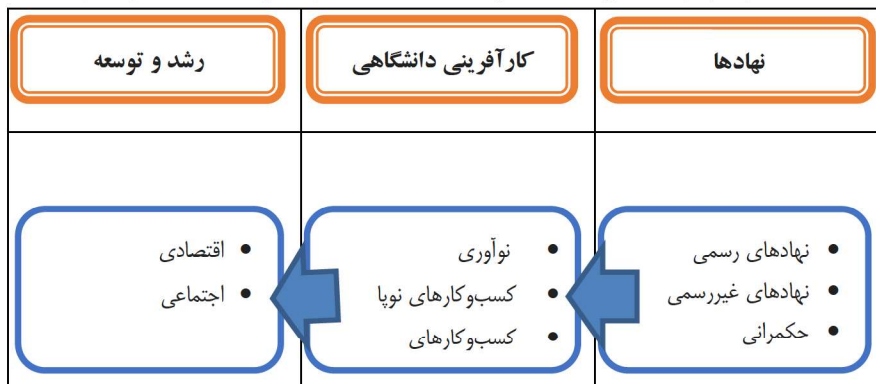 نهادها
کارآفرینی دانشگاهی
رشد و توسعه
• نهادهای رسمی
• نهادهای غیررسمی
• حکمرانی
• نوآوری
• کسب‌وکارهای نوپا
• کسب‌وکارهای
• اقتصادی
• اجتماعی